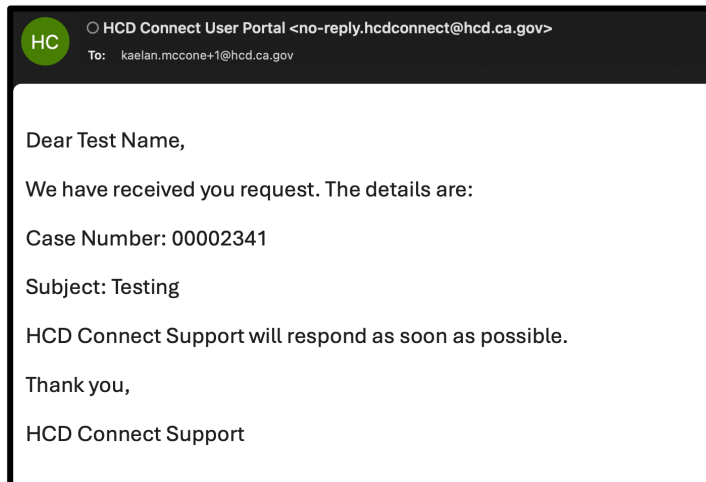 HC
HCD Connect User Portal <no-reply.hcdconnect@hcd.ca.gov>
To: kaelan.mccone+1@hcd.ca.gov
Dear Test Name,
We have received you request. The details are:
Case Number: 00002341
Subject: Testing
HCD Connect Support will respond as soon as possible.
Thank you,
HCD Connect Support